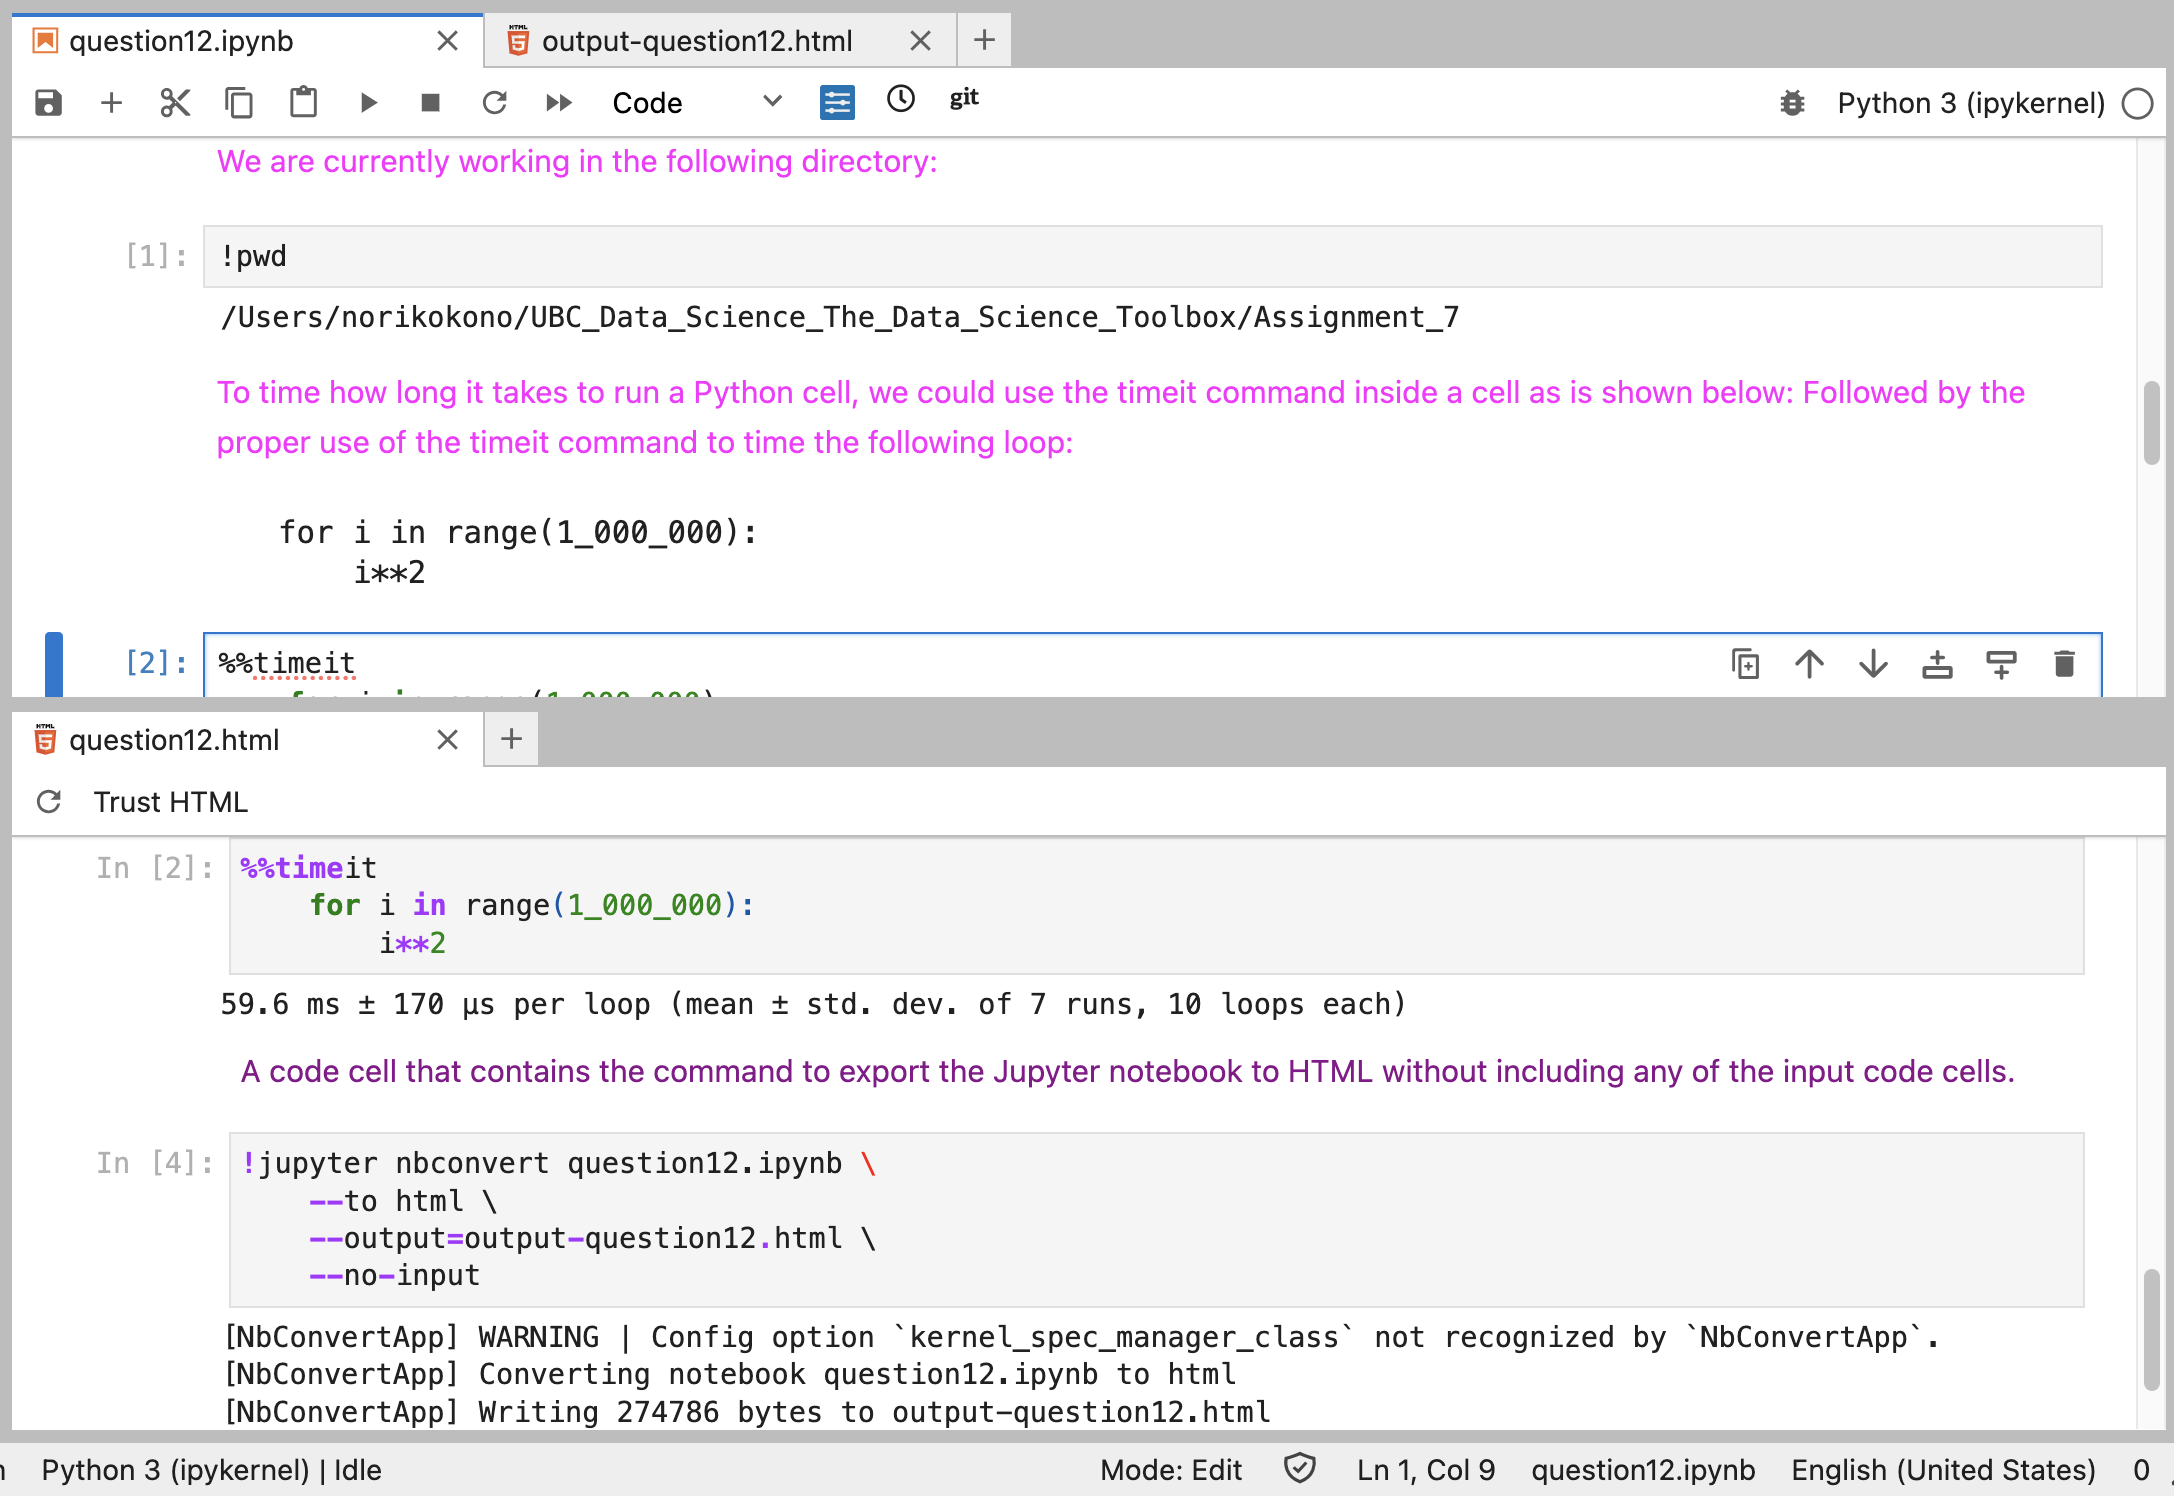 question12.ipynb
output-question12.html
Code
git
Python 3 (ipykernel)
We are currently working in the following directory:
[1]:
!pwd
/Users/norikokono/UBC_Data_Science_The_Data_Science_Toolbox/Assignment_7
To time how long it takes to run a Python cell, we could use the timeit command inside a cell as is shown below: Followed by the
proper use of the timeit command to time the following loop:
for i in range(1_000_000):
i**2
[2]:
%%timeit
question12.html
Trust HTML
In [2]:
%%timeit
for i in range(1_000_000):
i**2
59.6 ms ± 170 µs per loop (mean ± std. dev. of 7 runs, 10 loops each)
A code cell that contains the command to export the Jupyter notebook to HTML without including any of the input code cells.
In [4]:
!jupyter nbconvert question12.ipynb \
--to html \
--output=output-question12.html \
--no-input
[NbConvertApp] WARNING | Config option `kernel_spec_manager_class` not recognized by `NbConvertApp`.
[NbConvertApp] Converting notebook question12.ipynb to html
[NbConvertApp] Writing 274786 bytes to output-question12.html
Python 3 (ipykernel) | Idle
Mode: Edit
Ln 1, Col 9
question12.ipynb
English (United States)
0